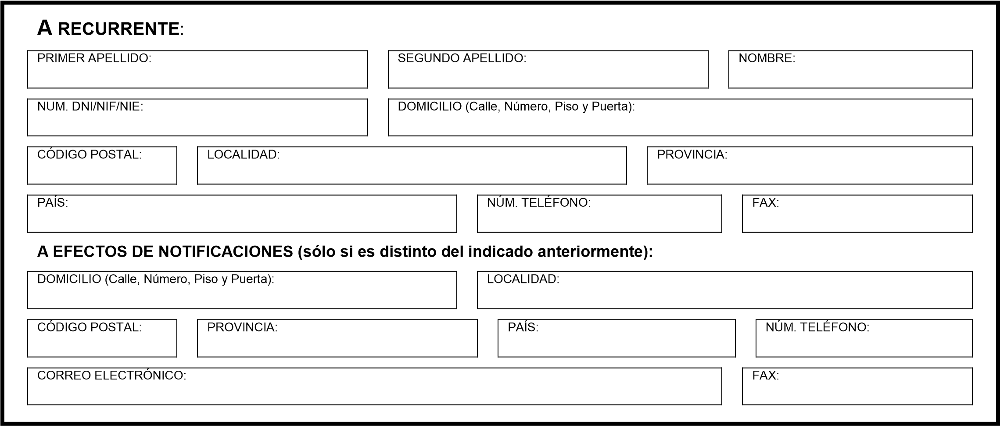 A RECURRENTE:
PRIMER APELLIDO: SEGUNDO APELLIDO: NOMBRE:
NUM. DNI/NIF/NIE: DOMICILIO (Calle, Número, Piso y Puerta):
CÓDIGO POSTAL: LOCALIDAD: PROVINCIA:
PAÍS: NÚM. TELÉFONO: FAX:
A EFECTOS DE NOTIFICACIONES (sólo si es distinto del indicado anteriormente):
DOMICILIO (Calle, Número, Piso y Puerta): LOCALIDAD:
CÓDIGO POSTAL: PROVINCIA: PAÍS: NÚM. TELÉFONO:
CORREO ELECTRÓNICO: FAX: